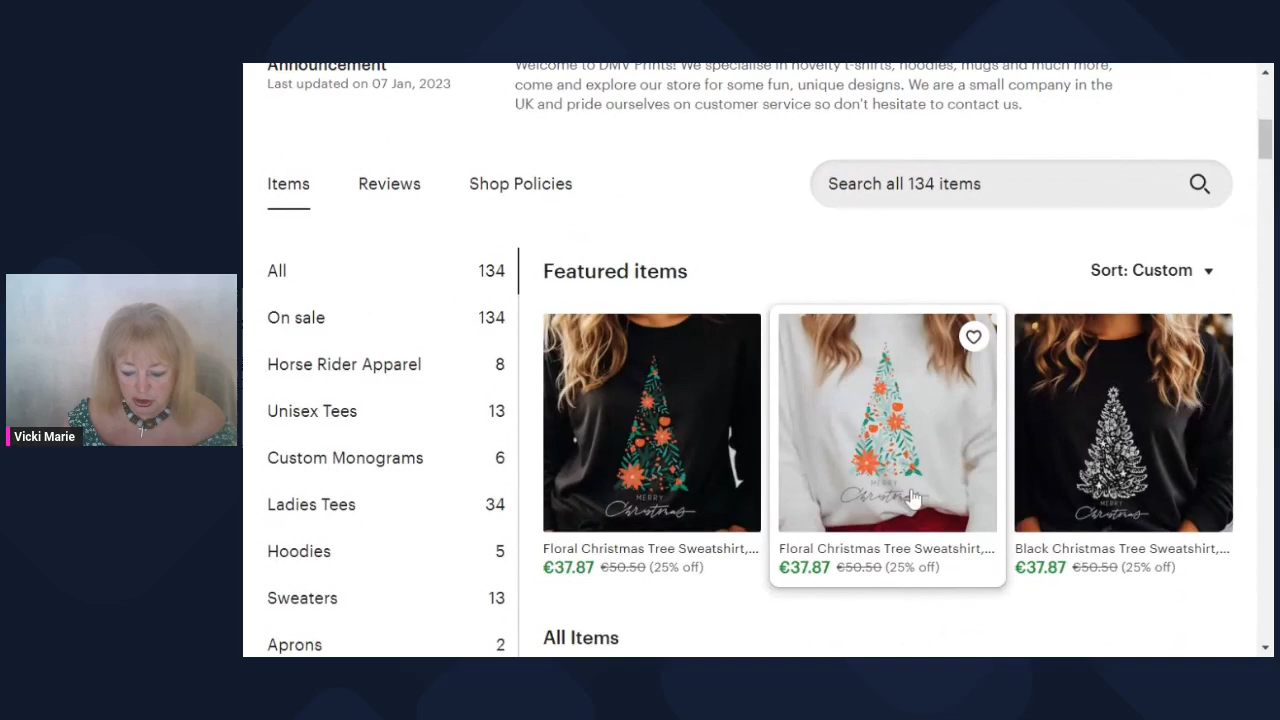 Announcement
Last updated on 07 Jan, 2023
Welcome to DMV Prints! We specialise in novelty t-shirts, hoodies, mugs and much more,
come and explore our store for some fun, unique designs. We are a small company in the
UK and pride ourselves on customer service so don't hesitate to contact us.
Items
Reviews
Shop Policies
Search all 134 items
All 134
On sale 134
Horse Rider Apparel 8
Unisex Tees 13
Custom Monograms 6
Ladies Tees 34
Hoodies 5
Sweaters 13
Aprons 2
Featured items
Sort: Custom
MERRY
Christmas
MERRY
Christmas
MERRY
Christmas
Floral Christmas Tree Sweatshirt,...
€37.87 €50.50 (25% off)
Floral Christmas Tree Sweatshirt,...
€37.87 €50.50 (25% off)
Black Christmas Tree Sweatshirt,...
€37.87 €50.50 (25% off)
All Items
Vicki Marie